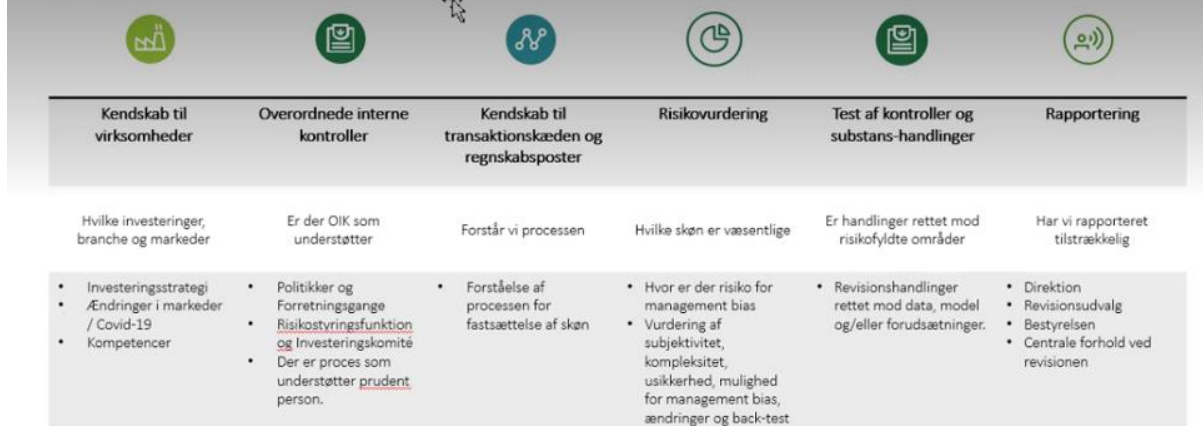 Kendskab til
virksomheder
Overordnede interne
kontroller
Kendskab til
transaktionskæden og
regnskabsposter
Risikovurdering
Test af kontroller og
substans-handlinger
Rapportering
Hvilke investeringer,
branche og markeder
Er der OIK som
understøtter
Forstår vi processen
Hvilke skøn er væsentlige
Er handlinger rettet mod
risikofyldte områder
Har vi rapporteret
tilstrækkelig
• Investeringsstrategi
• Ændringer i markeder
/ Covid-19
• Kompetencer
• Politikker og
Forretningsgange
• Risikostyringsfunktion
og Investeringskomité
• Der er proces som
understøtter prudent
person.
• Forståelse af
processen for
fastsættelse af skøn
• Hvor er der risiko for
management bias
• Vurdering af
subjektivitet,
kompleksitet,
usikkerhed, mulighed
for management bias,
ændringer og back-test
• Revisionshandlinger
rettet mod data, model
og/eller forudsætninger.
• Direktion
• Revisionsudvalg
• Bestyrelsen
• Centrale forhold ved
revisionen